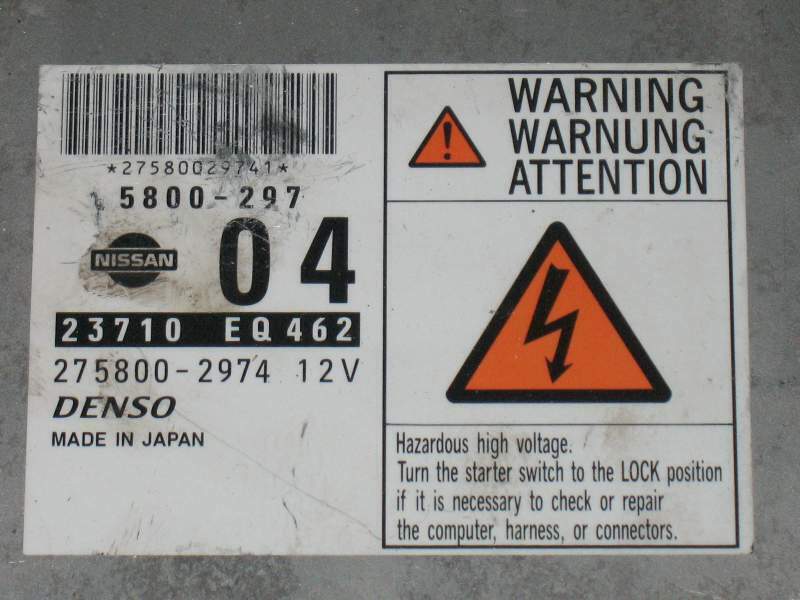 *27580029741*
5800-297
04
NISSAN
23710 EQ462
275800-2974 12V
DENSO
MADE IN JAPAN
WARNING
WARNUNG
ATTENTION
!
Hazardous high voltage.
Turn the starter switch to the LOCK position
if it is necessary to check or repair
the computer, harness, or connectors.